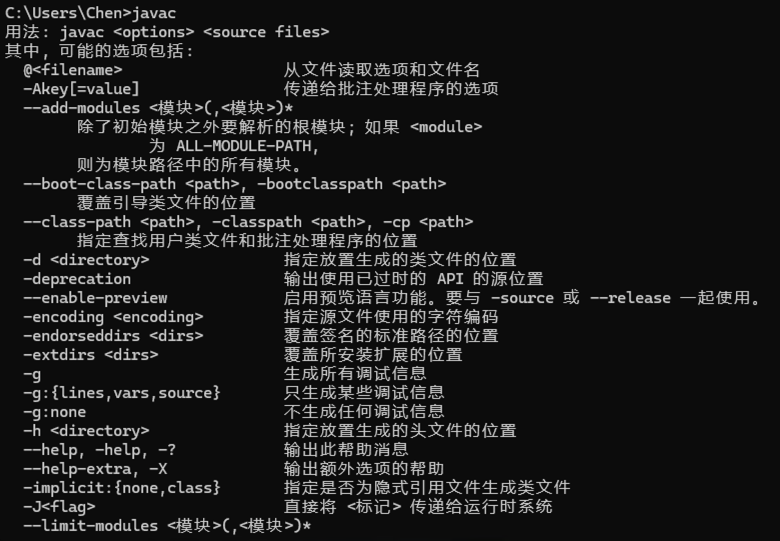 C:\Users\Chen>javac
用法: javac <options> <source files>
其中, 可能的选项包括:
  @<filename>                  从文件读取选项和文件名
  -Akey[=value]                传递给批注处理程序的选项
  --add-modules <模块>(,<模块>)*
        除了初始模块之外要解析的根模块; 如果 <module>
                为 ALL-MODULE-PATH,
        则为模块路径中的所有模块。
  --boot-class-path <path>, -bootclasspath <path>
        覆盖引导类文件的位置
  --class-path <path>, -classpath <path>, -cp <path>
        指定查找用户类文件和批注处理程序的位置
  -d <directory>               指定放置生成的类文件的位置
  -deprecation                 输出使用已过时的 API 的源位置
  --enable-preview             启用预览语言功能。要与 -source 或 --release 一起使用。
  -encoding <encoding>         指定源文件使用的字符编码
  -endorseddirs <dirs>         覆盖签名的标准路径的位置
  -extdirs <dirs>              覆盖所安装扩展的位置
  -g                           生成所有调试信息
  -g:{lines,vars,source}       只生成某些调试信息
  -g:none                      不生成任何调试信息
  -h <directory>               指定放置生成的头文件的位置
  --help, -help, -?            输出此帮助消息
  --help-extra, -X             输出额外选项的帮助
  -implicit:{none,class}       指定是否为隐式引用文件生成类文件
  -J<flag>                     直接将 <标记> 传递给运行时系统
  --limit-modules <模块>(,<模块>)*